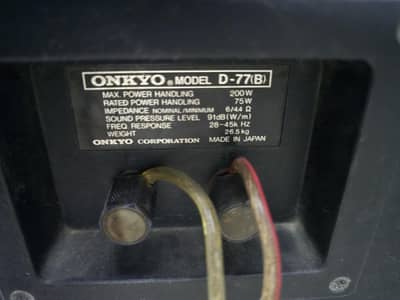 ONKYO® MODEL D-77(B)
MAX. POWER HANDLING 200W
RATED POWER HANDLING 75W
IMPEDANCE NOMINAL/MINIMUM 6/4.4 Ω
SOUND PRESSURE LEVEL 91dB(W/m)
FREQ. RESPONSE 28–45k Hz
WEIGHT 26.5kg
ONKYO CORPORATION MADE IN JAPAN